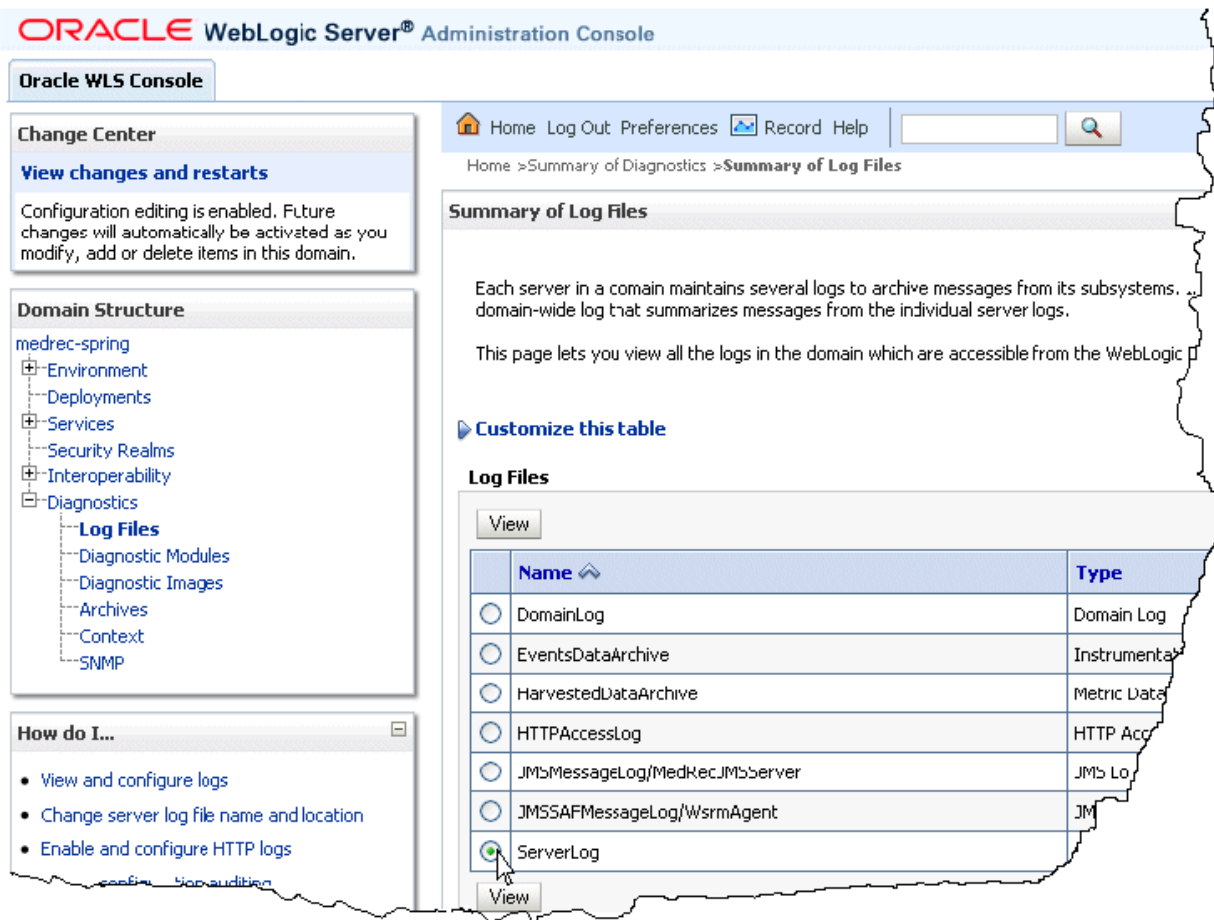 ORACLE WebLogic Server® Administration Console
Oracle WLS Console
Change Center
View changes and restarts
Configuration editing is enabled. Future
changes will automatically be activated as you
modify, add or delete items in this domain.
Domain Structure
medrec-spring
Environment
Deployments
Services
Security Realms
Interoperability
Diagnostics
Log Files
Diagnostic Modules
Diagnostic Images
Archives
Context
SNMP
How do I...
• View and configure logs
• Change server log file name and location
• Enable and configure HTTP logs
auditing
Home Log Out Preferences Record Help
Home >Summary of Diagnostics >Summary of Log Files
Summary of Log Files
Each server in a comain maintains several logs to archive messages from its subsystems.
domain-wide log that summarizes messages from the individual server logs.
This page lets you view all the logs in the domain which are accessible from the WebLogic
Customize this table
Log Files
View
Name Type
DomainLog Domain Log
EventsDataArchive Instrumenta
HarvestedDataArchive Metric Data
HTTPAccessLog HTTP Acc
JMSMessageLog/MedRecJMSServer JMS Lo
JMSSAFMessageLog/WsrmAgent JM
ServerLog
View